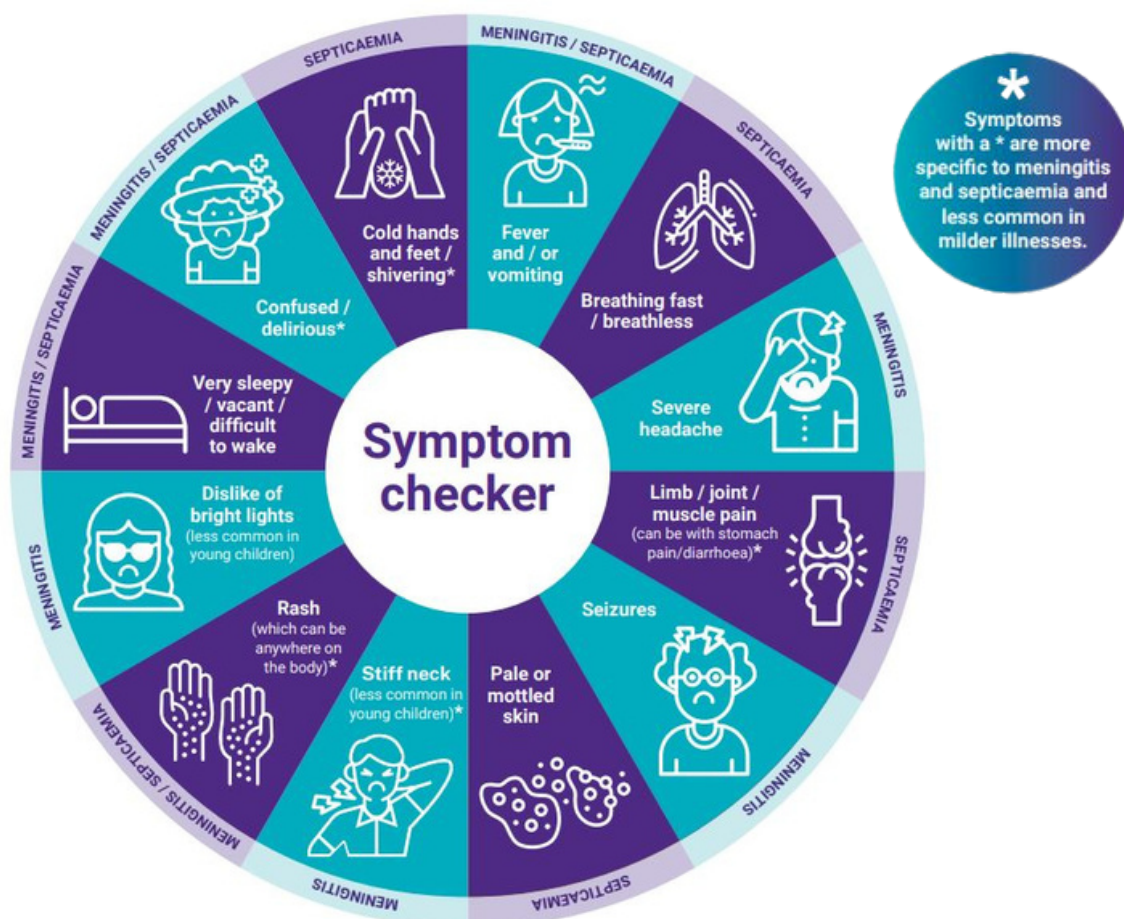 MENINGITIS / SEPTICAEMIA
Fever
and / or
vomiting
SEPTICAEMIA
Breathing fast
/ breathless
MENINGITIS
Severe
headache
SEPTICAEMIA
Limb / joint /
muscle pain
(can be with stomach
pain/diarrhoea)*
MENINGITIS
Seizures
SEPTICAEMIA
Pale or
mottled
skin
MENINGITIS
Stiff neck
(less common in
young children)*
MENINGITIS / SEPTICAEMIA
Rash
(which can be
anywhere on
the body)*
MENINGITIS
Dislike of
bright lights
(less common in
young children)
MENINGITIS / SEPTICAEMIA
Very sleepy
/ vacant /
difficult
to wake
MENINGITIS / SEPTICAEMIA
Confused /
delirious*
SEPTICAEMIA
Cold hands
and feet /
shivering*
Symptom
checker
*
Symptoms
with a * are more
specific to meningitis
and septicaemia and
less common in
milder illnesses.